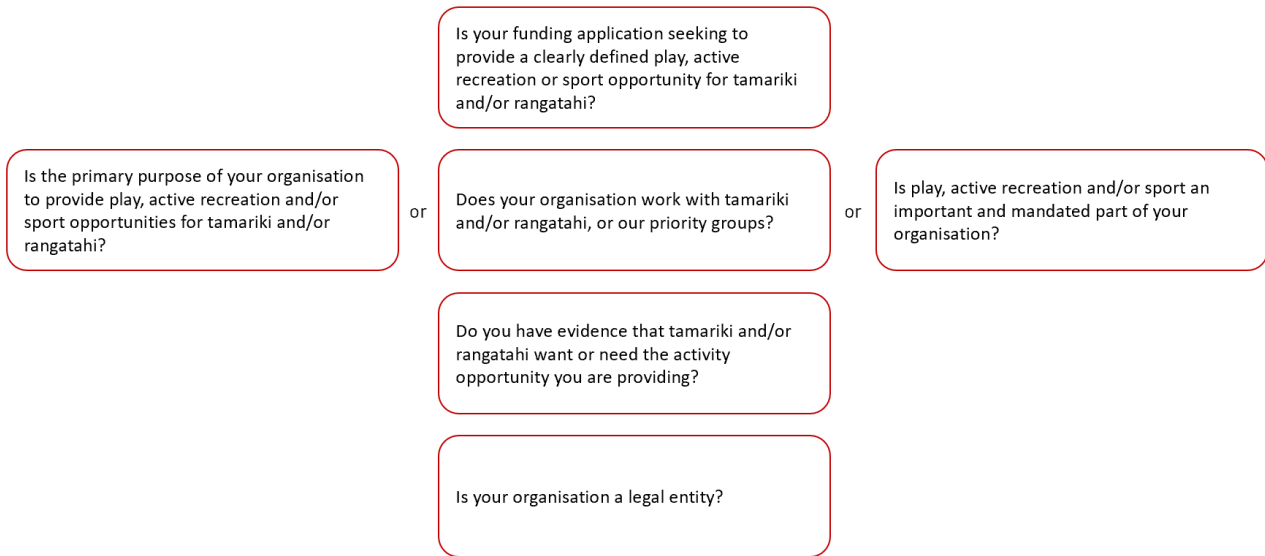 Is your funding application seeking to
provide a clearly defined play, active
recreation or sport opportunity for tamariki
and/or rangatahi?
Is the primary purpose of your organisation
to provide play, active recreation and/or
sport opportunities for tamariki and/or
rangatahi?
or
Does your organisation work with tamariki
and/or rangatahi, or our priority groups?
or
Is play, active recreation and/or sport an
important and mandated part of your
organisation?
Do you have evidence that tamariki and/or
rangatahi want or need the activity
opportunity you are providing?
Is your organisation a legal entity?